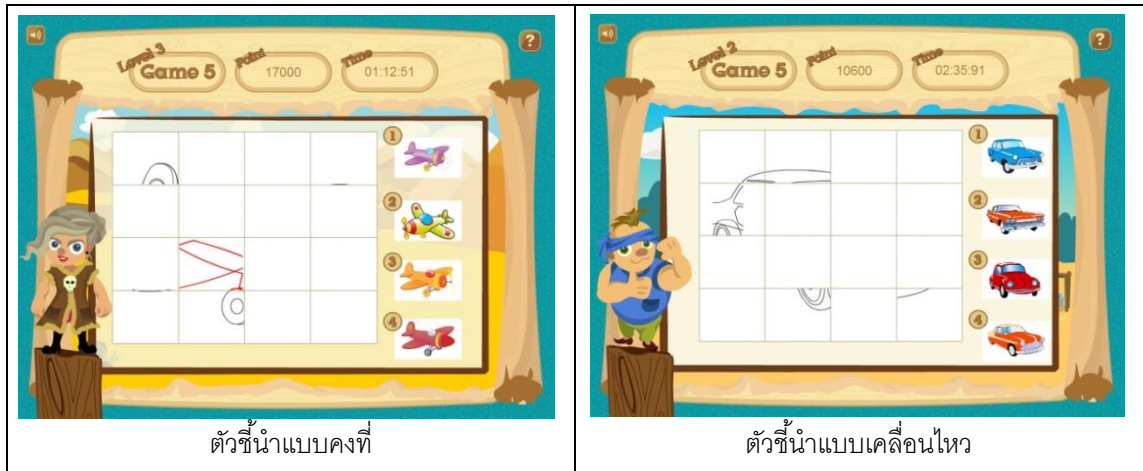 Level 3
Game 5
Point
17000
Time
01:12:51
?
1
2
3
4
ตัวชี้นำแบบคงที่
Level 2
Game 5
Point
10600
Time
02:35:91
?
1
2
3
4
ตัวชี้นำแบบเคลื่อนไหว